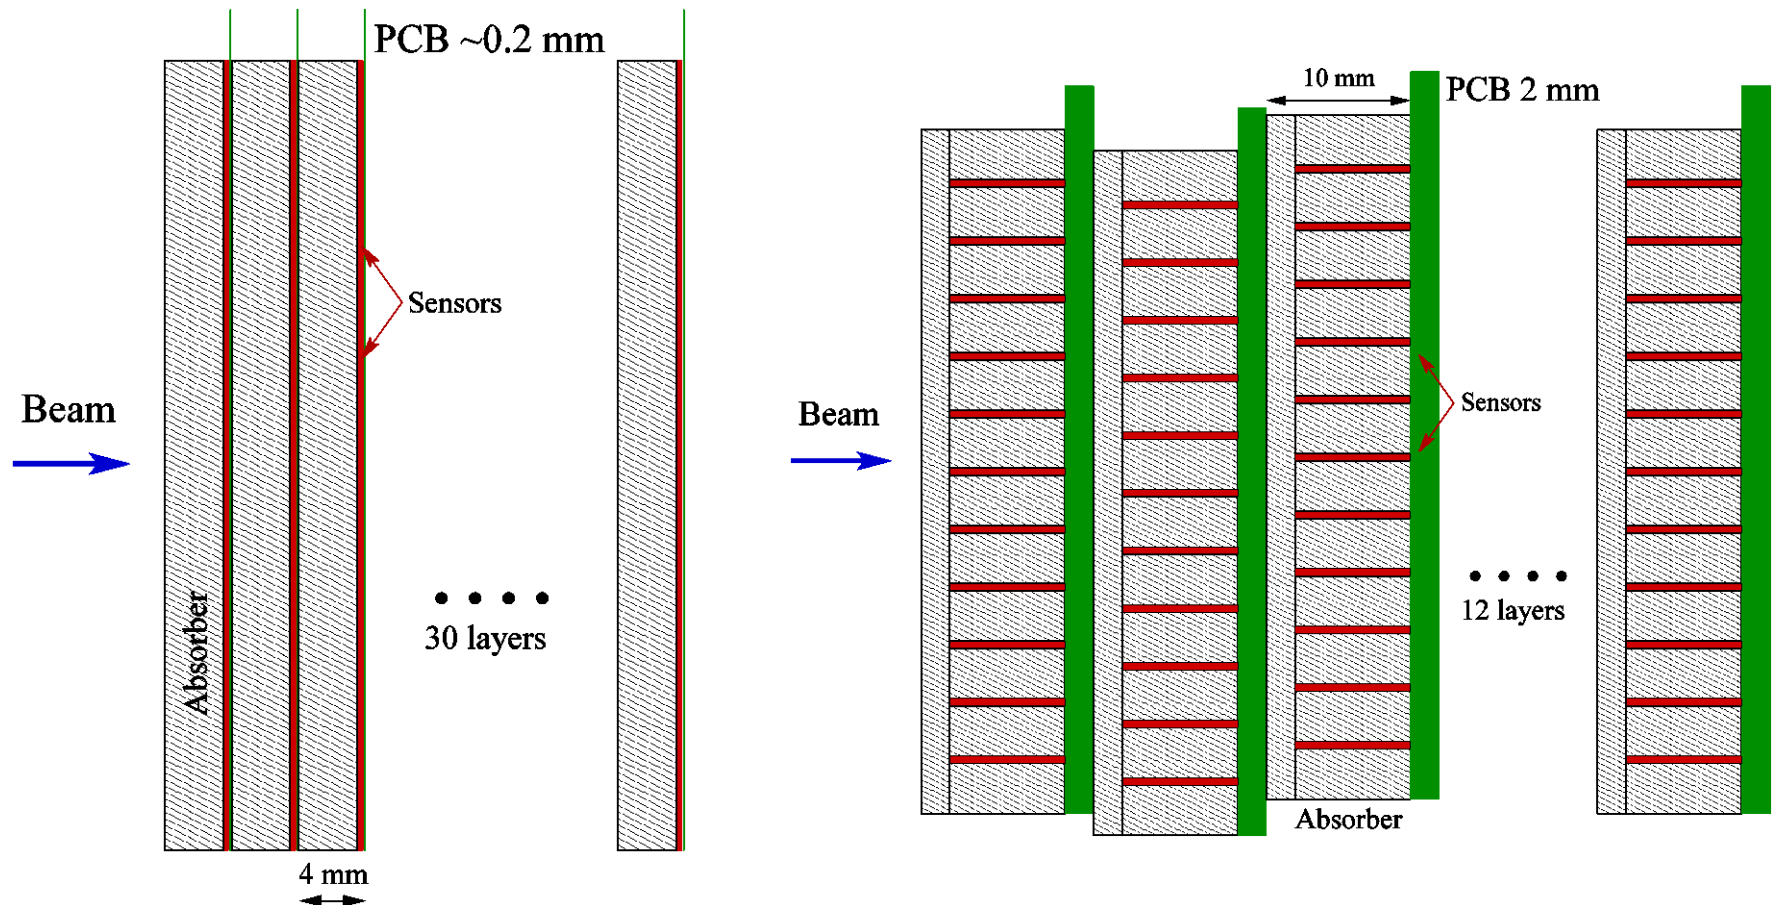 PCB ~0.2 mm
Sensors
Beam
Absorber
30 layers
4 mm
10 mm
PCB 2 mm
Sensors
Beam
12 layers
Absorber